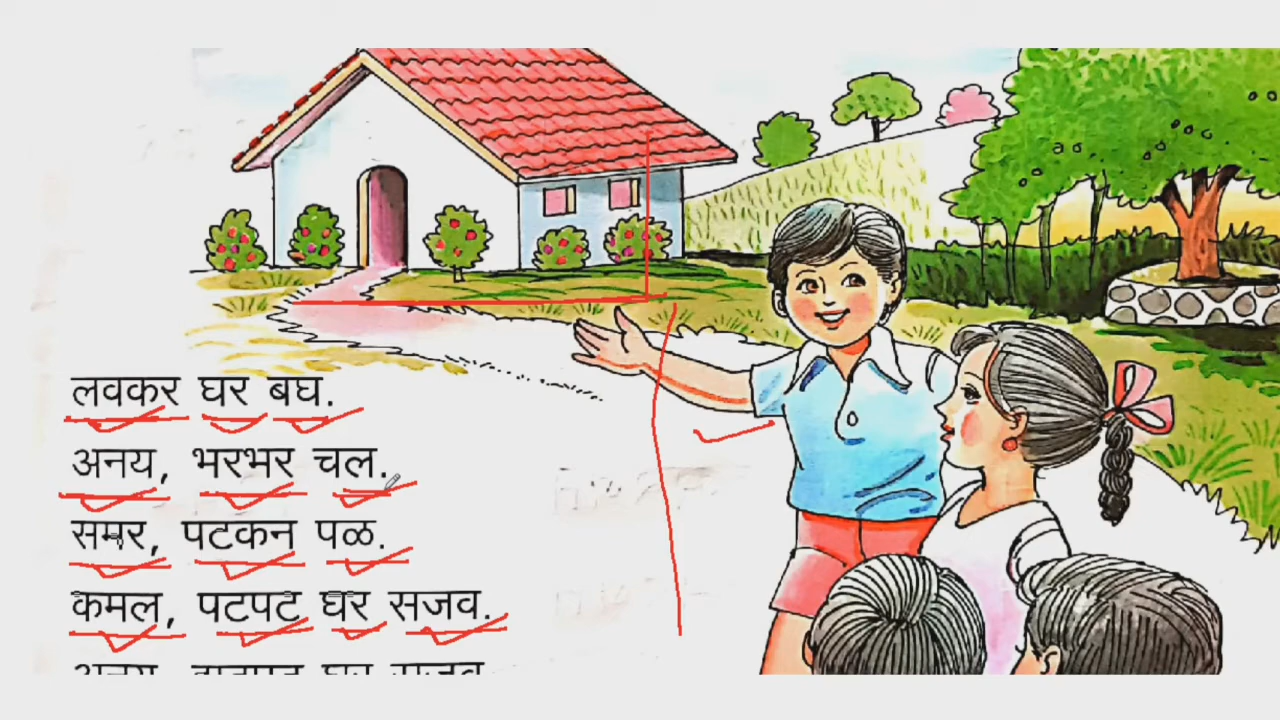 लवकर घर बघ.
अनय, भरभर चल.
समर, पटकन पळ.
कमल, पटपट घर सजव.